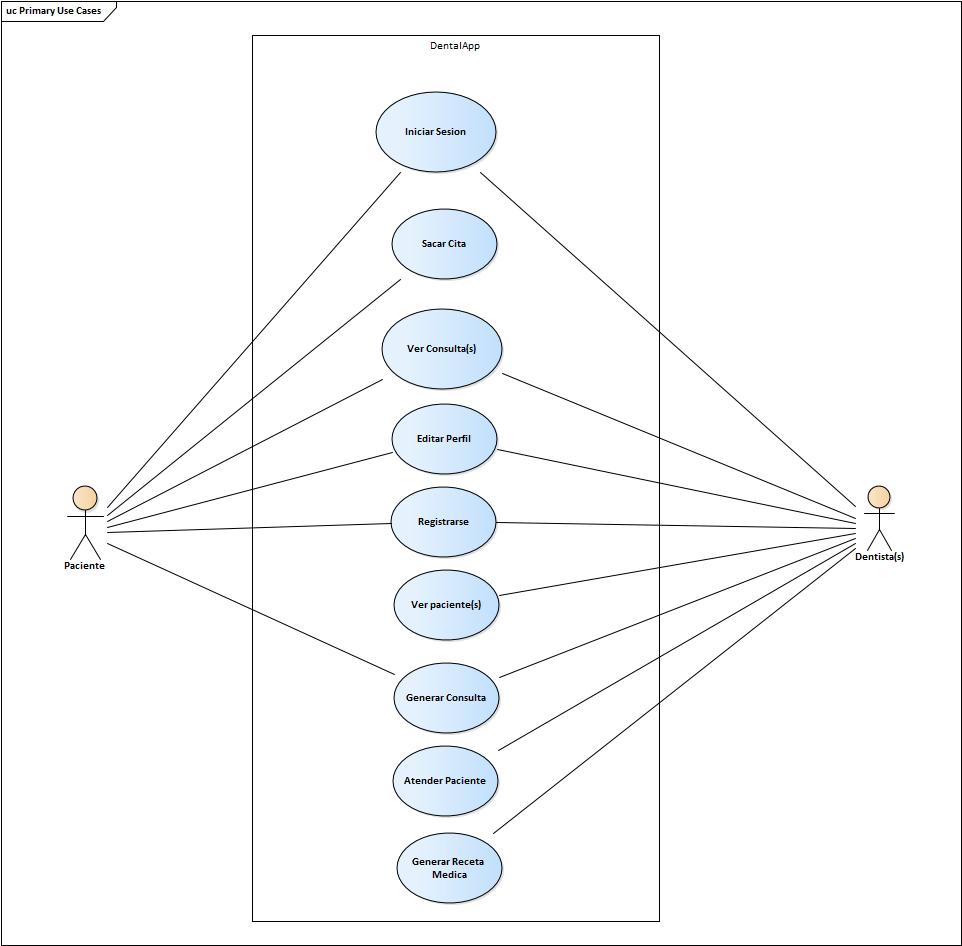 uc Primary Use Cases
DentalApp
Iniciar Sesion
Sacar Cita
Ver Consulta(s)
Editar Perfil
Registrarse
Paciente
Dentista(s)
Ver paciente(s)
Generar Consulta
Atender Paciente
Generar Receta
Medica